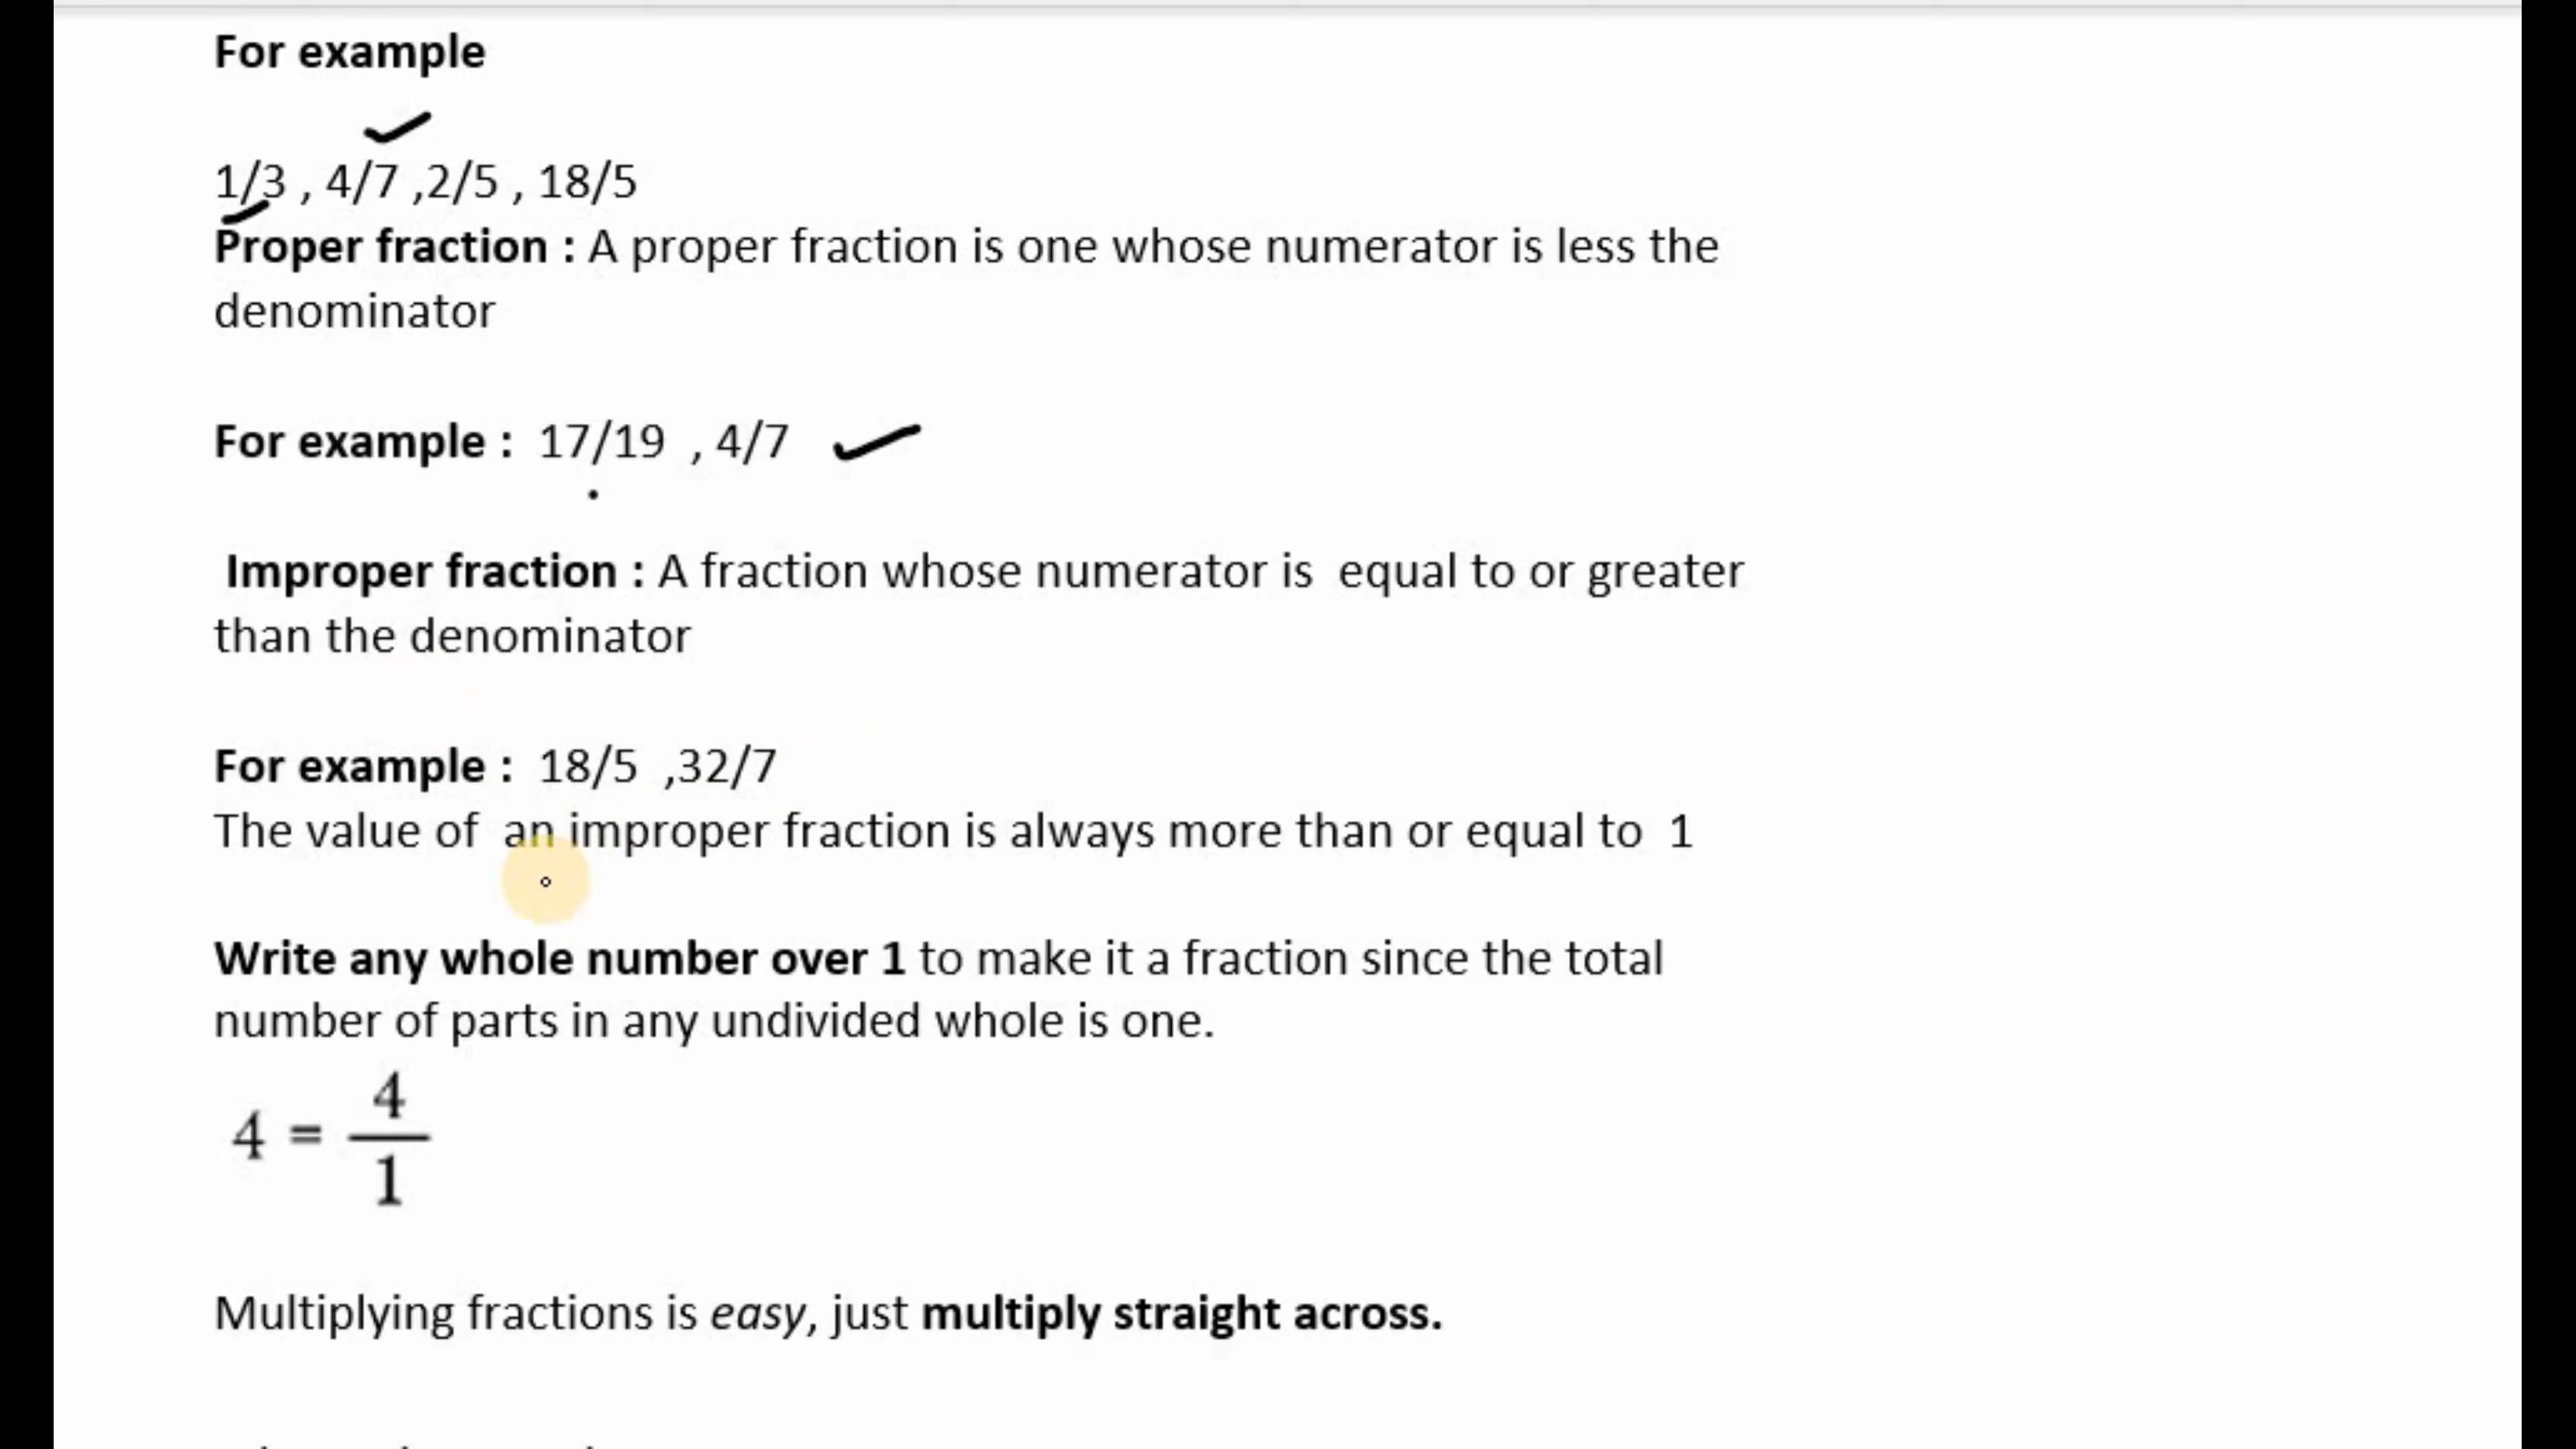 For example
1/3 , 4/7 ,2/5 , 18/5
Proper fraction : A proper fraction is one whose numerator is less the
denominator
For example : 17/19 , 4/7
Improper fraction : A fraction whose numerator is equal to or greater
than the denominator
For example : 18/5 ,32/7
The value of an improper fraction is always more than or equal to 1
Write any whole number over 1 to make it a fraction since the total
number of parts in any undivided whole is one.
4 = 4/1
Multiplying fractions is easy, just multiply straight across.